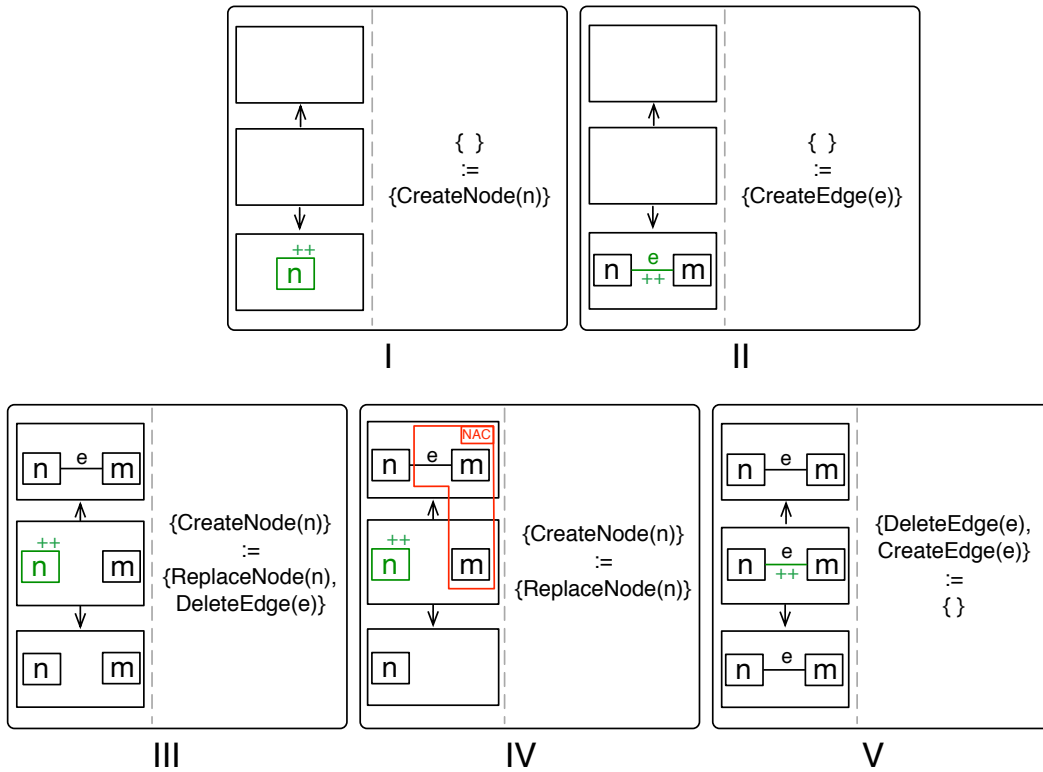 { }
:=
{CreateNode(n)}
++
n
I
{ }
:=
{CreateEdge(e)}
n
e
++
m
II
n
e
m
++
n
m
n
m
{CreateNode(n)}
:=
{ReplaceNode(n),
DeleteEdge(e)}
III
NAC
n
e
m
++
n
m
n
{CreateNode(n)}
:=
{ReplaceNode(n)}
IV
n
e
m
n
e
++
m
n
e
m
{DeleteEdge(e),
CreateEdge(e)}
:=
{ }
V